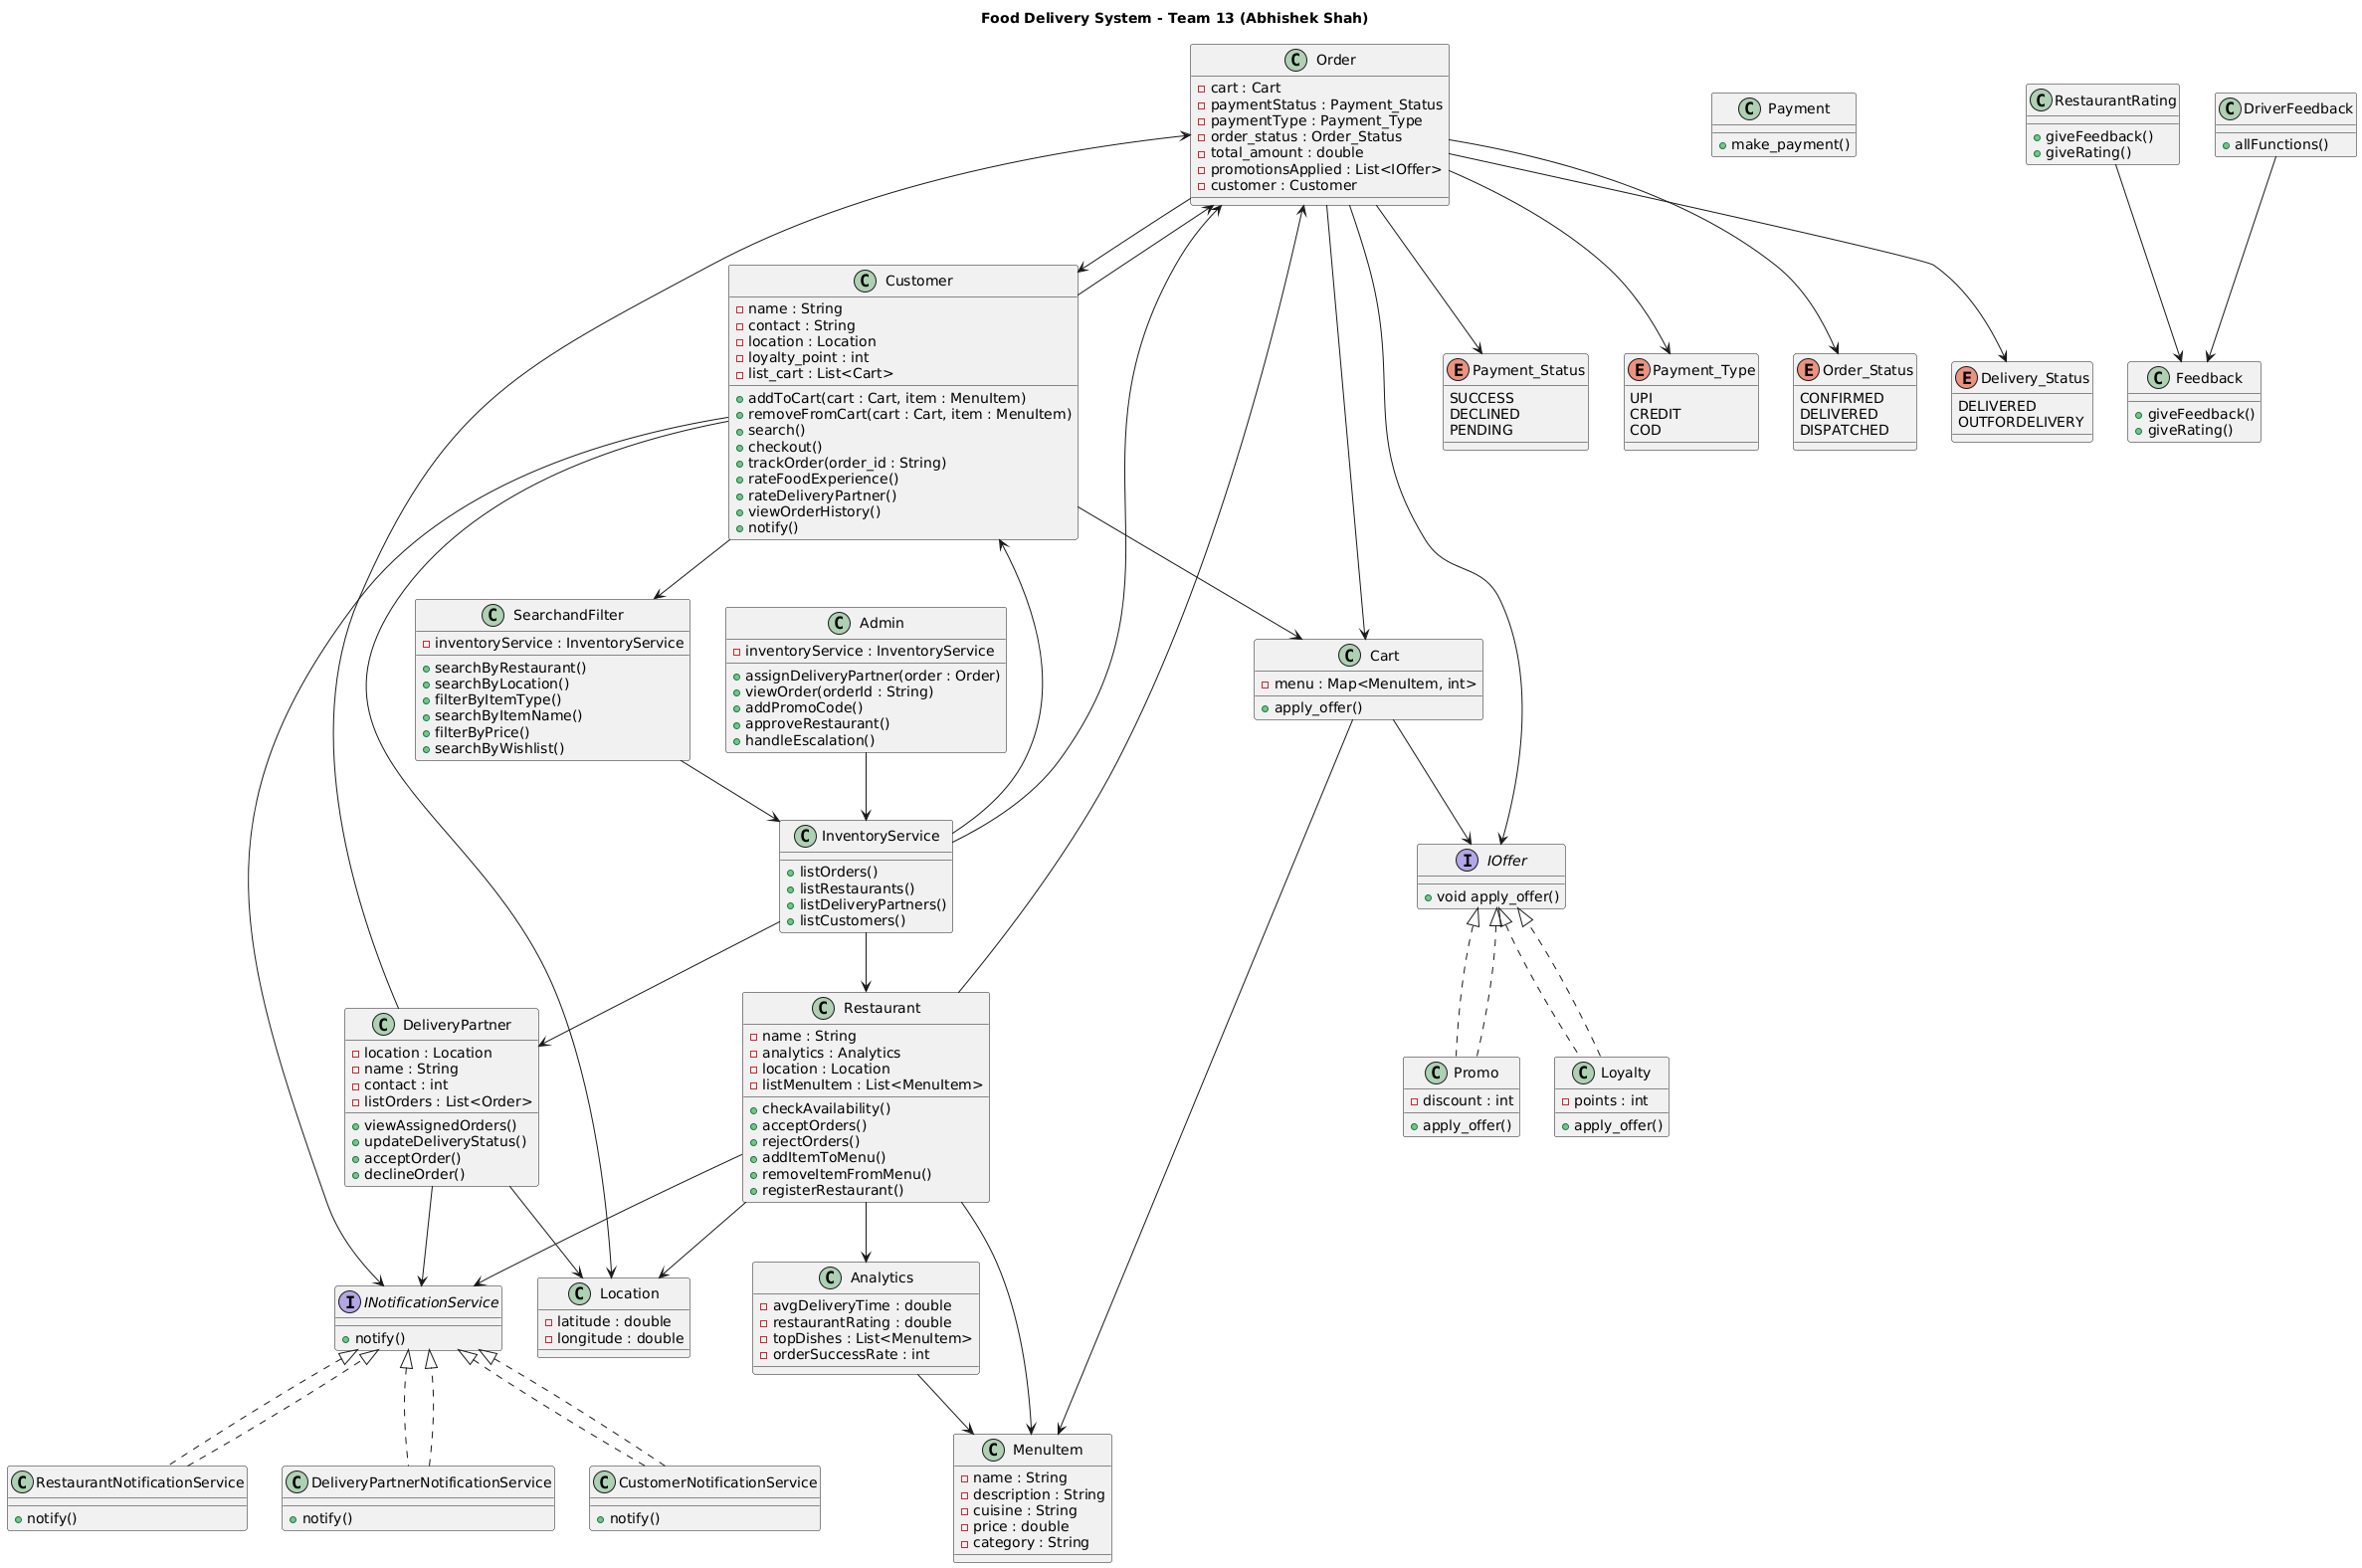 Food Delivery System - Team 13 (Abhishek Shah)
C Order
cart : Cart
paymentStatus : Payment_Status
paymentType : Payment_Type
order_status : Order_Status
total_amount : double
promotionsApplied : List<IOffer>
customer : Customer
C Payment
make_payment()
C RestaurantRating
giveFeedback()
giveRating()
C DriverFeedback
allFunctions()
C Customer
name : String
contact : String
location : Location
loyalty_point : int
list_cart : List<Cart>
addToCart(cart : Cart, item : MenuItem)
removeFromCart(cart : Cart, item : MenuItem)
search()
checkout()
trackOrder(order_id : String)
rateFoodExperience()
rateDeliveryPartner()
viewOrderHistory()
notify()
E Payment_Status
SUCCESS
DECLINED
PENDING
E Payment_Type
UPI
CREDIT
COD
E Order_Status
CONFIRMED
DELIVERED
DISPATCHED
E Delivery_Status
DELIVERED
OUTFORDELIVERY
C Feedback
giveFeedback()
giveRating()
C SearchandFilter
inventoryService : InventoryService
searchByRestaurant()
searchByLocation()
filterByItemType()
searchByItemName()
filterByPrice()
searchByWishlist()
C Admin
inventoryService : InventoryService
assignDeliveryPartner(order : Order)
viewOrder(orderId : String)
addPromoCode()
approveRestaurant()
handleEscalation()
C Cart
menu : Map<MenuItem, int>
apply_offer()
C InventoryService
listOrders()
listRestaurants()
listDeliveryPartners()
listCustomers()
I IOffer
void apply_offer()
C DeliveryPartner
location : Location
name : String
contact : int
listOrders : List<Order>
viewAssignedOrders()
updateDeliveryStatus()
acceptOrder()
declineOrder()
C Restaurant
name : String
analytics : Analytics
location : Location
listMenuItem : List<MenuItem>
checkAvailability()
acceptOrders()
rejectOrders()
addItemToMenu()
removeItemFromMenu()
registerRestaurant()
C Promo
discount : int
apply_offer()
C Loyalty
points : int
apply_offer()
I INotificationService
notify()
C Location
latitude : double
longitude : double
C Analytics
avgDeliveryTime : double
restaurantRating : double
topDishes : List<MenuItem>
orderSuccessRate : int
C RestaurantNotificationService
notify()
C DeliveryPartnerNotificationService
notify()
C CustomerNotificationService
notify()
C MenuItem
name : String
description : String
cuisine : String
price : double
category : String